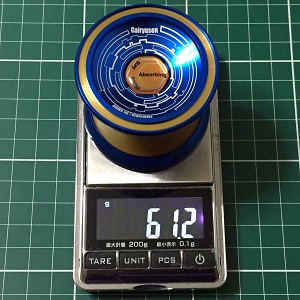 Gairyusen
Absorbing
g
61.2
最大計量 200g 最小表示 0.1g
TARE UNIT PCS